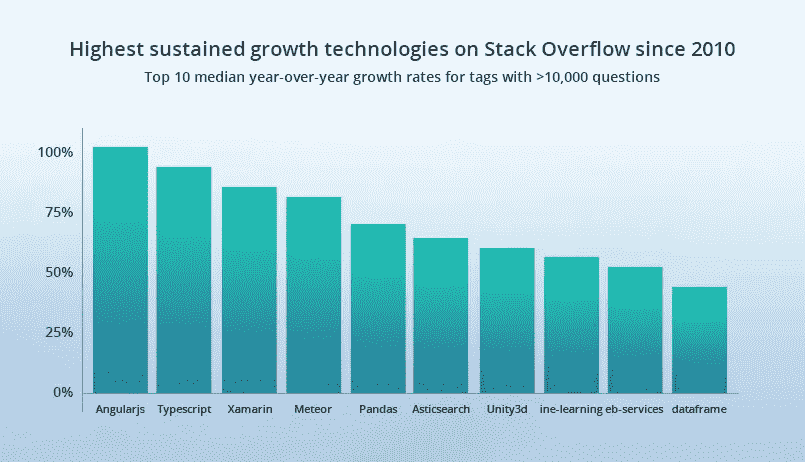 Highest sustained growth technologies on Stack Overflow since 2010
Top 10 median year-over-year growth rates for tags with >10,000 questions
100%
75%
50%
25%
0%
Angularjs Typescript Xamarin Meteor Pandas Asticsearch Unity3d ine-learning eb-services dataframe